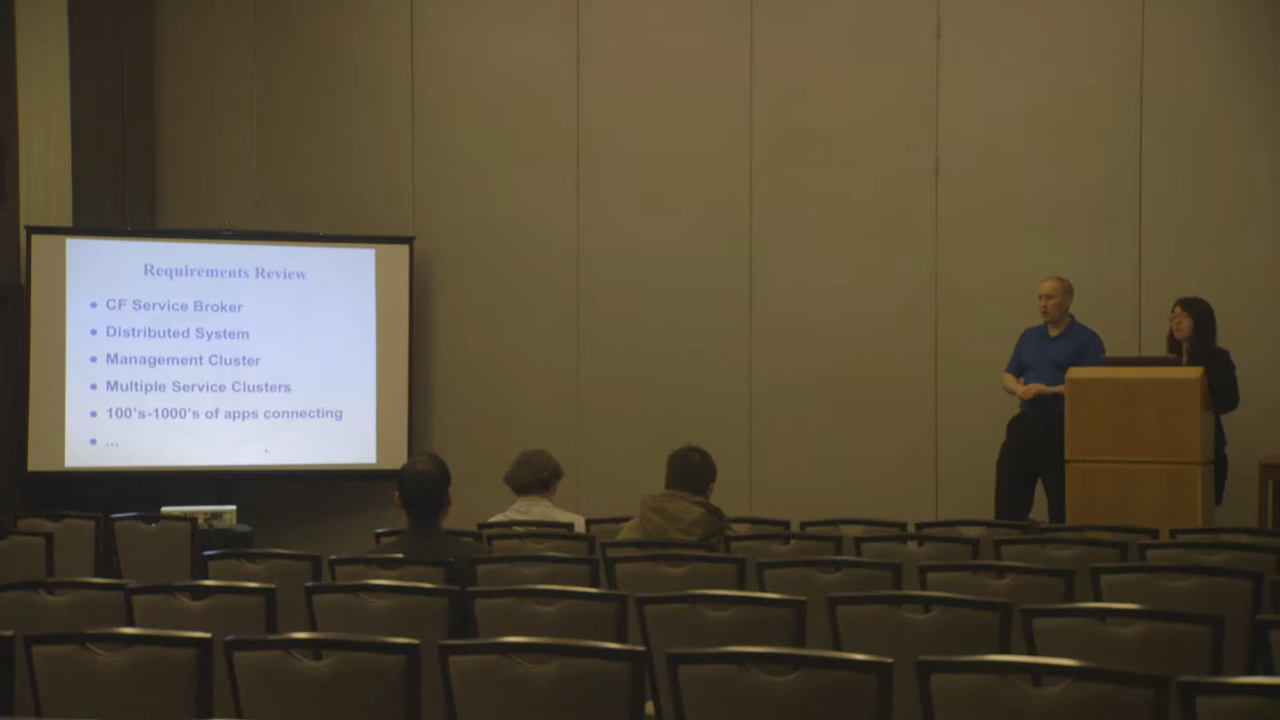 Requirements Review
• CF Service Broker
• Distributed System
• Management Cluster
• Multiple Service Clusters
• 100's-1000's of apps connecting
• ...